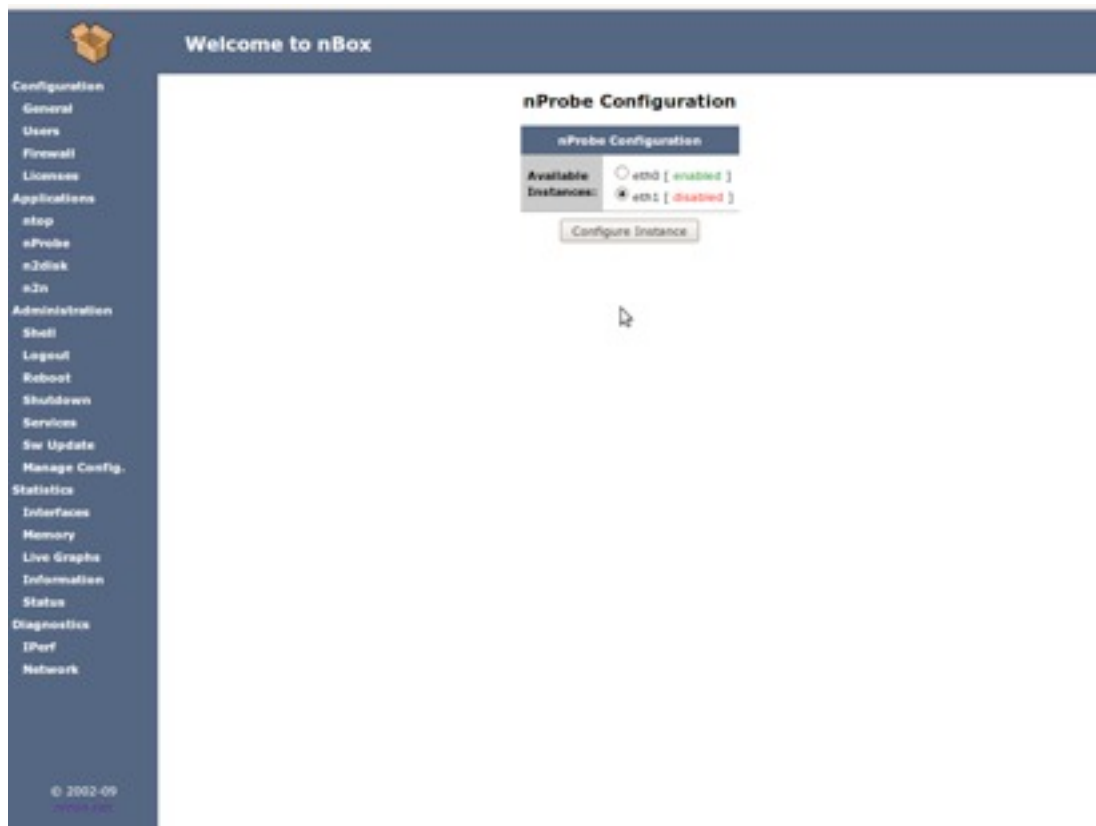 Welcome to nBox
Configuration
General
Users
Firewall
Licenses
Applications
ntop
nProbe
n2disk
n2n
Administration
Shell
Logout
Reboot
Shutdown
Services
Sw Update
Manage Config.
Statistics
Interfaces
Memory
Live Graphs
Information
Status
Diagnostics
IPerf
Network
© 2002-09
nProbe Configuration
nProbe Configuration
Available Instances:
eth0 [ enabled ]
eth1 [ disabled ]
Configure Instance